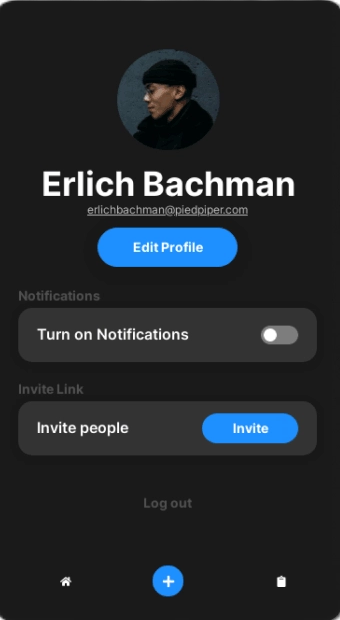 Erlich Bachman
erlichbachman@piedpiper.com
Edit Profile
Notifications
Turn on Notifications
Invite Link
Invite people
Invite
Log out